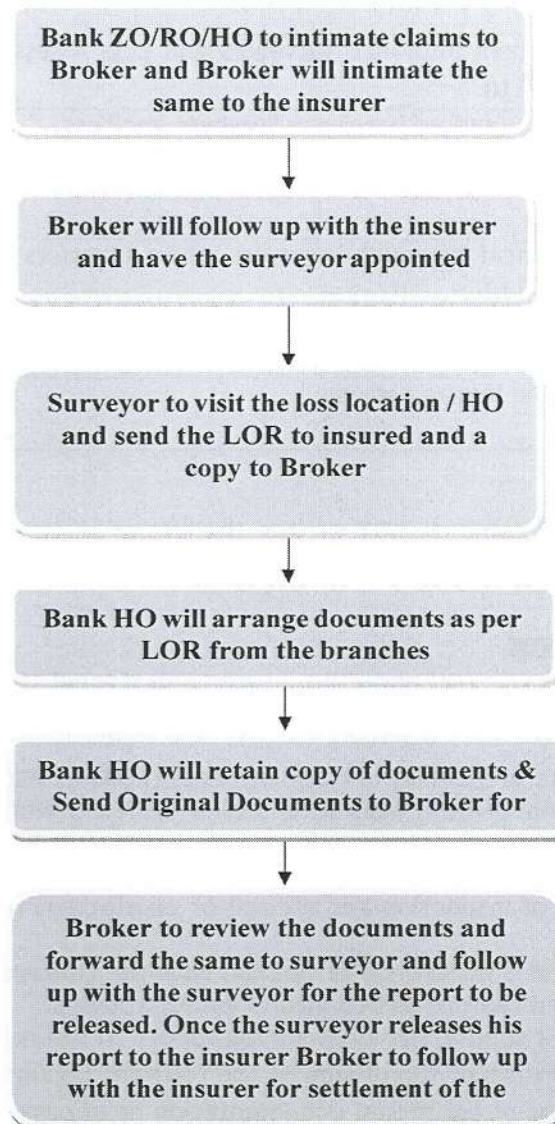 Bank ZO/RO/HO to intimate claims to
Broker and Broker will intimate the
same to the insurer
Broker will follow up with the insurer
and have the surveyor appointed
Surveyor to visit the loss location / HO
and send the LOR to insured and a
copy to Broker
Bank HO will arrange documents as per
LOR from the branches
Bank HO will retain copy of documents &
Send Original Documents to Broker for
Broker to review the documents and
forward the same to surveyor and follow
up with the surveyor for the report to be
released. Once the surveyor releases his
report to the insurer Broker to follow up
with the insurer for settlement of the